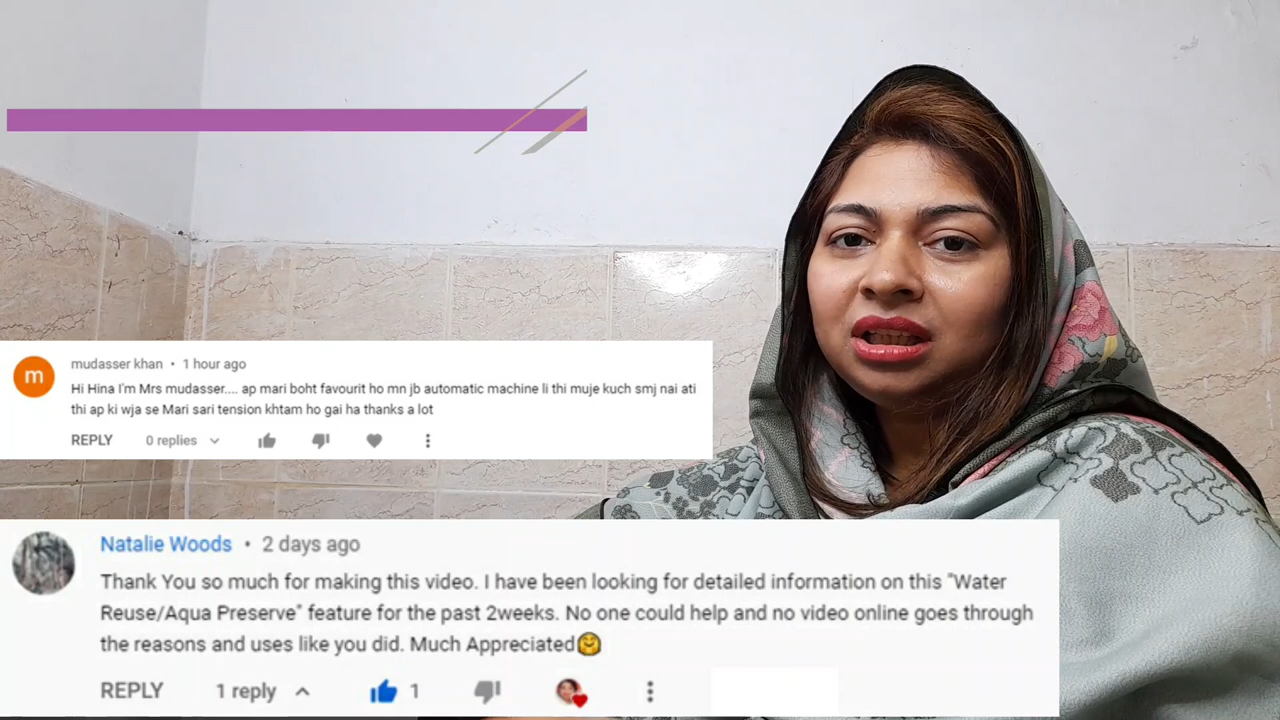 mudasser khan • 1 hour ago
m
Hi Hina I'm Mrs mudasser.... ap mari boht favourit ho mn jb automatic machine li thi muje kuch smj nai ati
thi ap ki wja se Mari sari tension khtam ho gai ha thanks a lot
REPLY 0 replies
Natalie Woods • 2 days ago
Thank You so much for making this video. I have been looking for detailed information on this "Water
Reuse/Aqua Preserve" feature for the past 2weeks. No one could help and no video online goes through
the reasons and uses like you did. Much Appreciated🤗
REPLY 1 reply 1